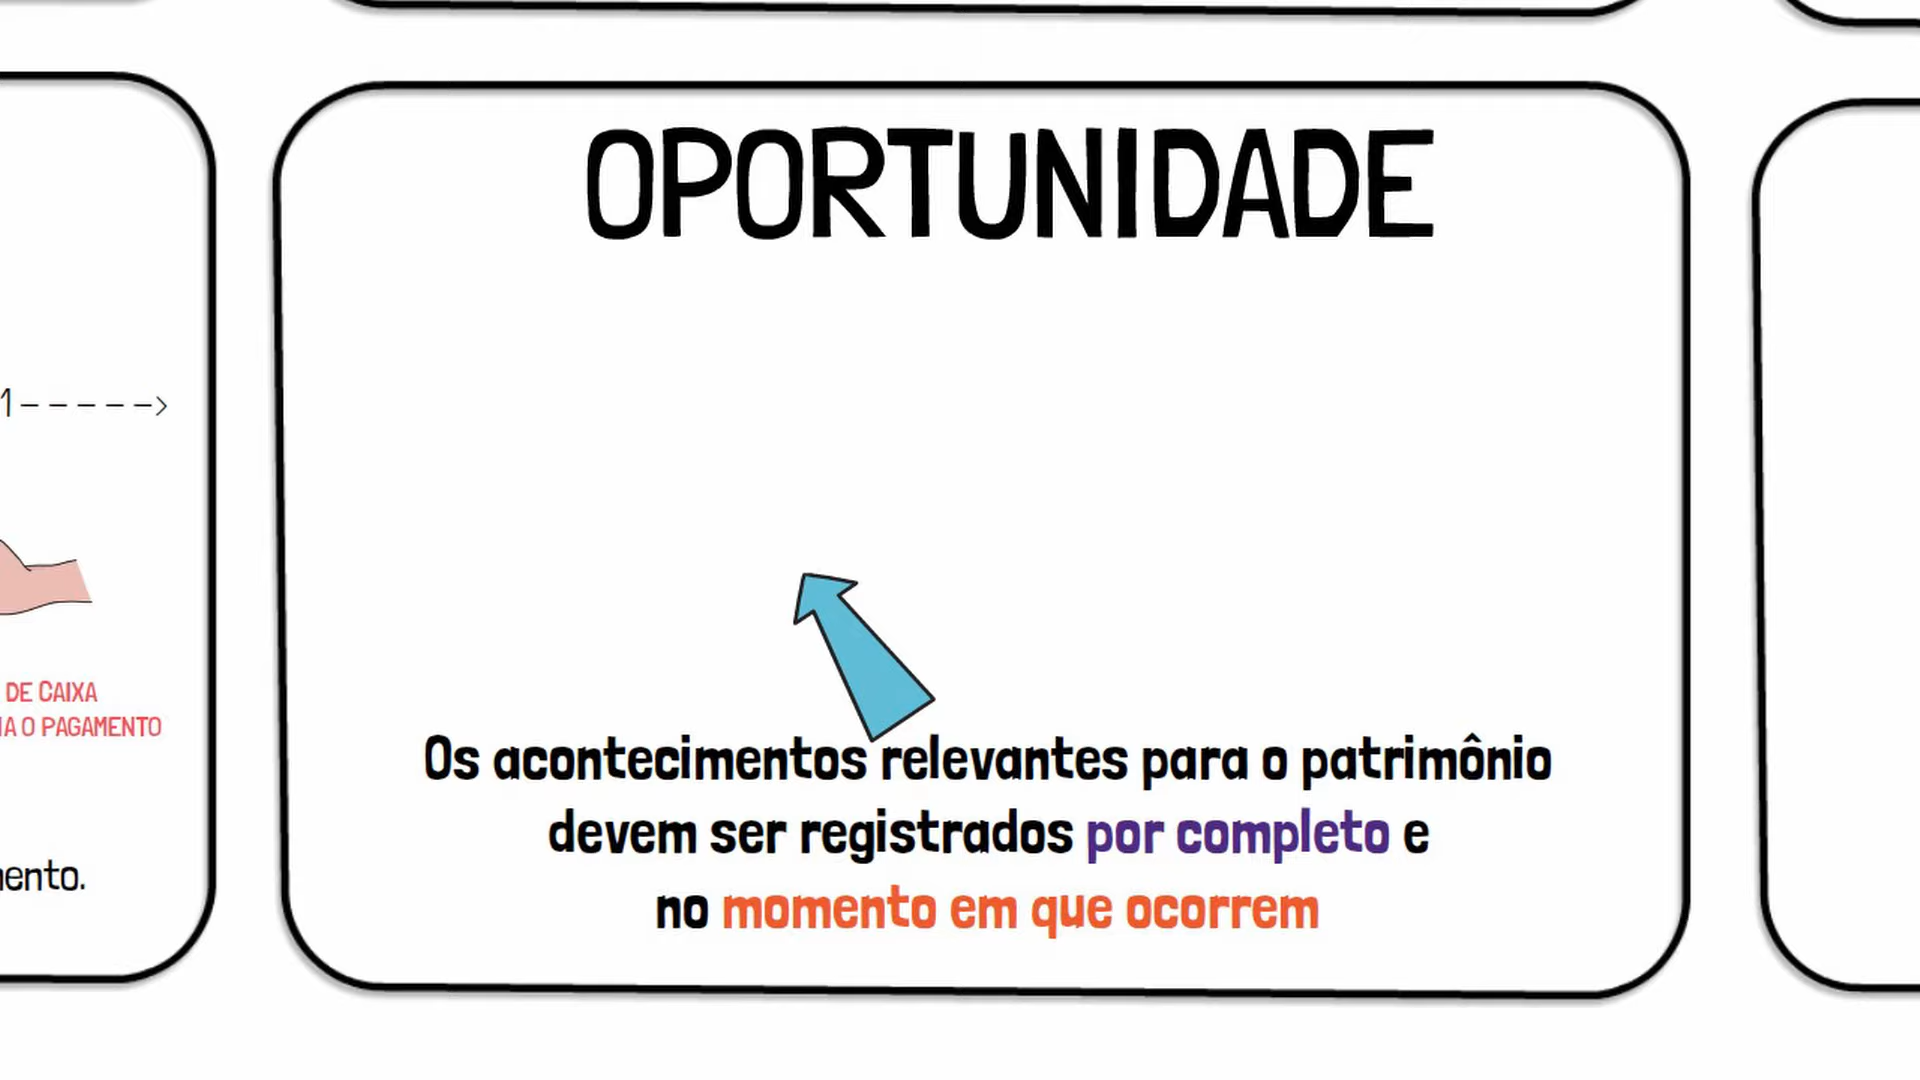 OPORTUNIDADE
1
DE CAIXA
O PAGAMENTO
Os acontecimentos relevantes para o patrimônio
devem ser registrados por completo e
no momento em que ocorrem